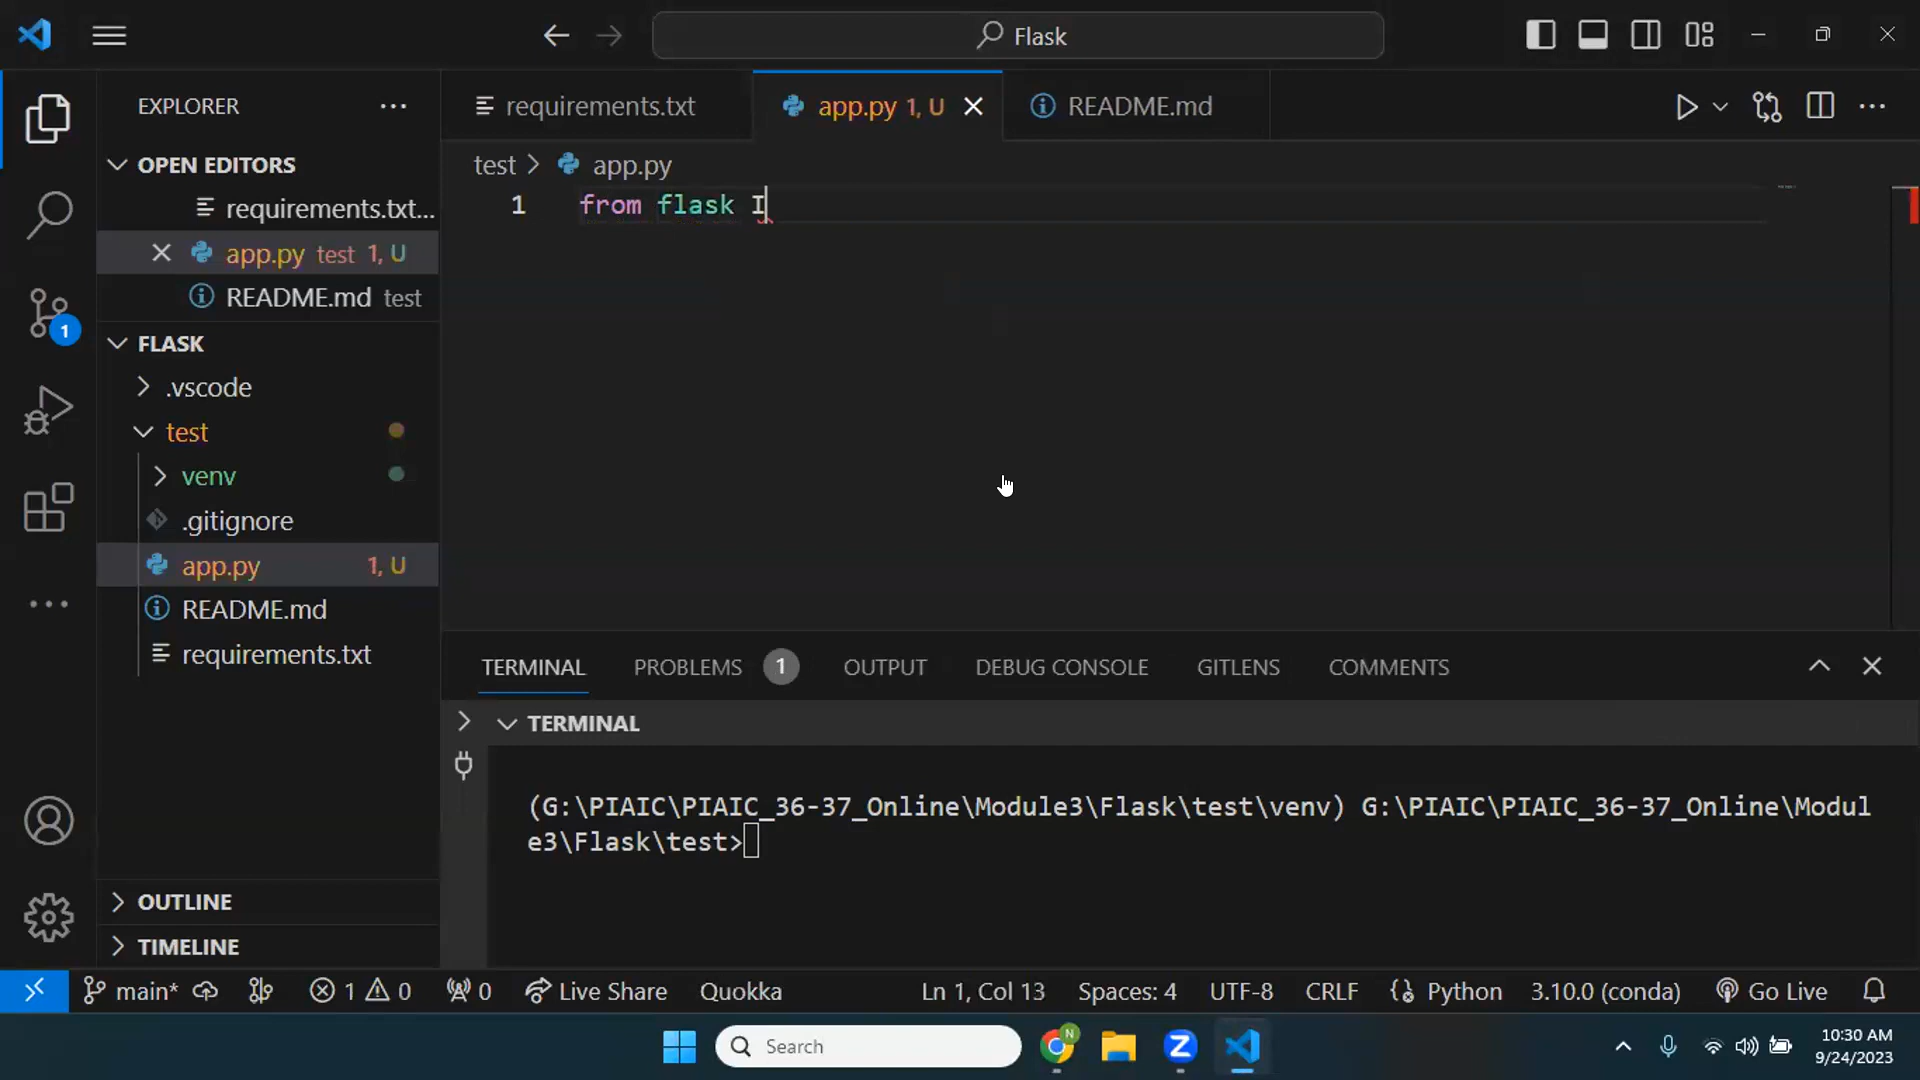 Flask
EXPLORER
requirements.txt
app.py 1, U
README.md
OPEN EDITORS
test > app.py
requirements.txt...
1 from flask I
app.py test 1, U
README.md test
1
FLASK
.vscode
test
venv
.gitignore
app.py 1, U
README.md
requirements.txt
TERMINAL PROBLEMS 1 OUTPUT DEBUG CONSOLE GITLENS COMMENTS
TERMINAL
(G:\PIAIC\PIAIC_36-37_Online\Module3\Flask\test\venv) G:\PIAIC\PIAIC_36-37_Online\Modul
e3\Flask\test>
OUTLINE
TIMELINE
main* 1 0 0 Live Share Quokka Ln 1, Col 13 Spaces: 4 UTF-8 CRLF Python 3.10.0 (conda) Go Live
Search
N
Z
10:30 AM
9/24/2023